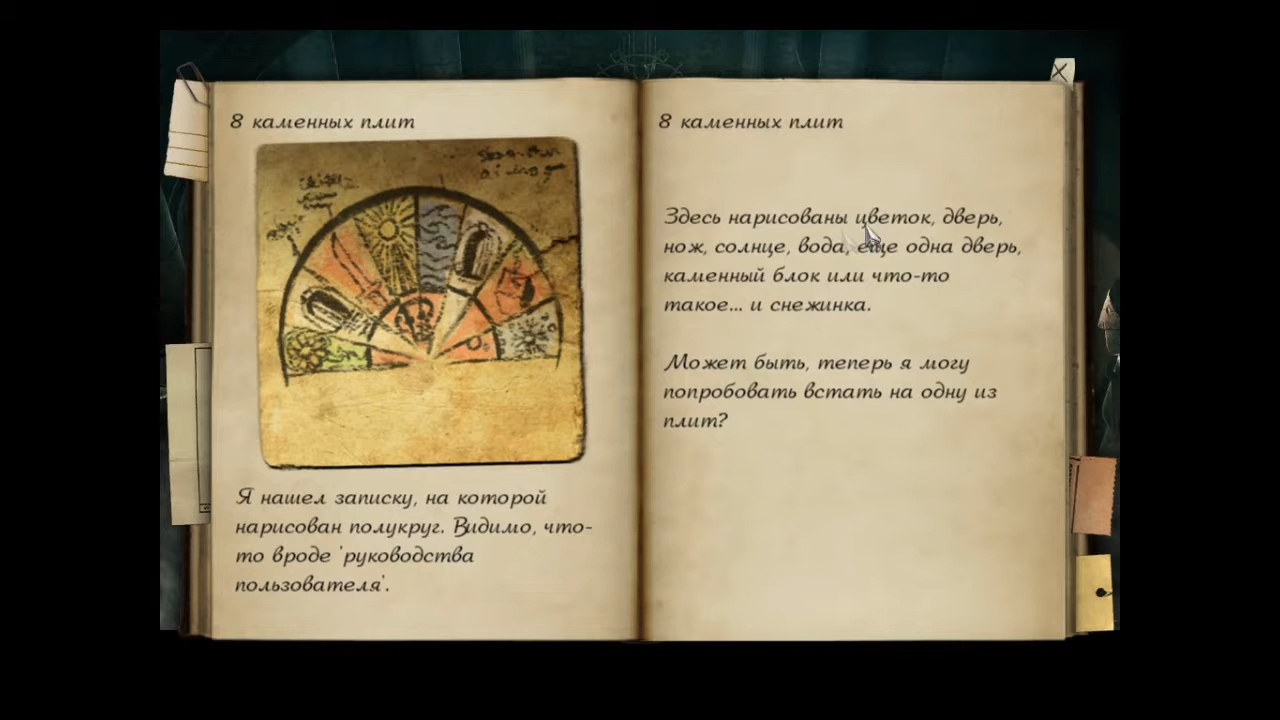 8 каменных плит
Я нашел записку, на которой
нарисован полукруг. Видимо, что-
то вроде 'руководства
пользователя'.
8 каменных плит
Здесь нарисованы цветок, дверь,
нож, солнце, вода, еще одна дверь,
каменный блок или что-то
такое... и снежинка.
Может быть, теперь я могу
попробовать встать на одну из
плит?